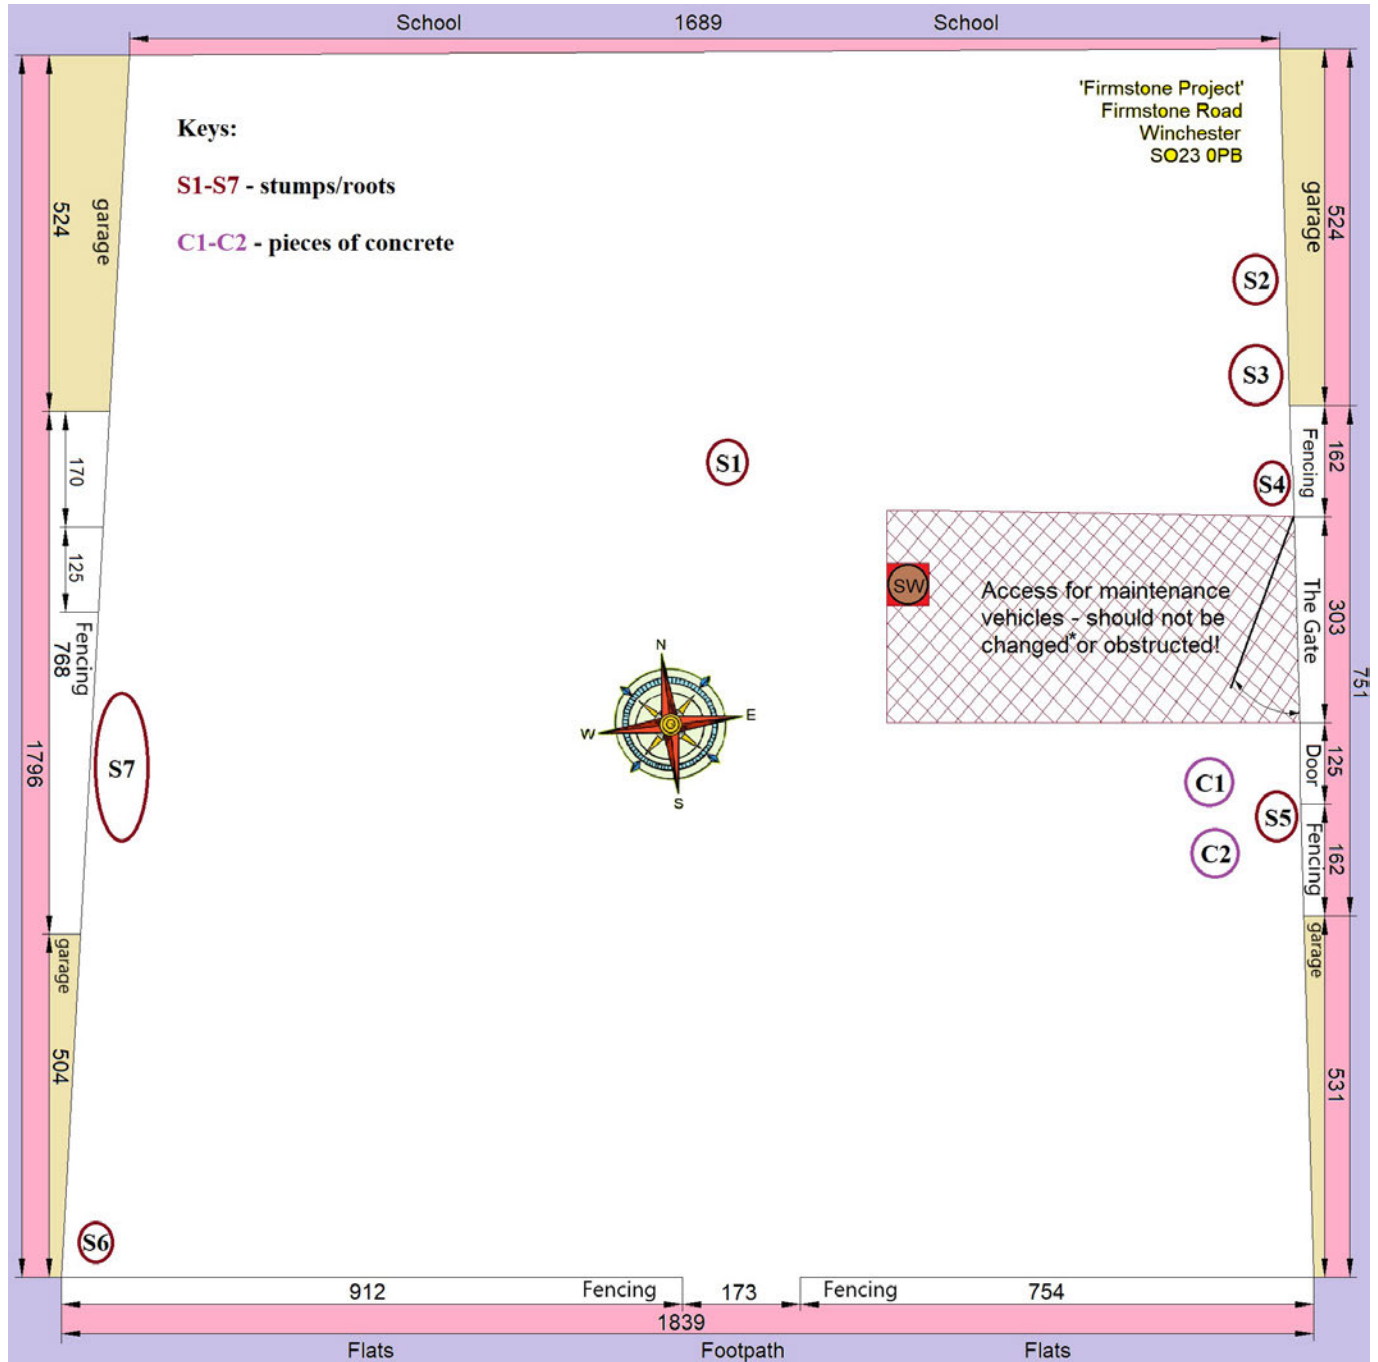 School 1689 School
'Firmstone Project'
Firmstone Road
Winchester
SO23 0PB
Keys:
S1-S7 - stumps/roots
C1-C2 - pieces of concrete
524
garage
garage
524
S2
S3
S1
S4
Fencing
162
170
125
Fencing
768
1796
SW
Access for maintenance
vehicles - should not be
changed* or obstructed!
The Gate
303
751
N
W
E
S
S7
Door
125
C1
S5
C2
Fencing
162
garage
504
garage
531
S6
912 Fencing 173 Fencing 754
1839
Flats Footpath Flats